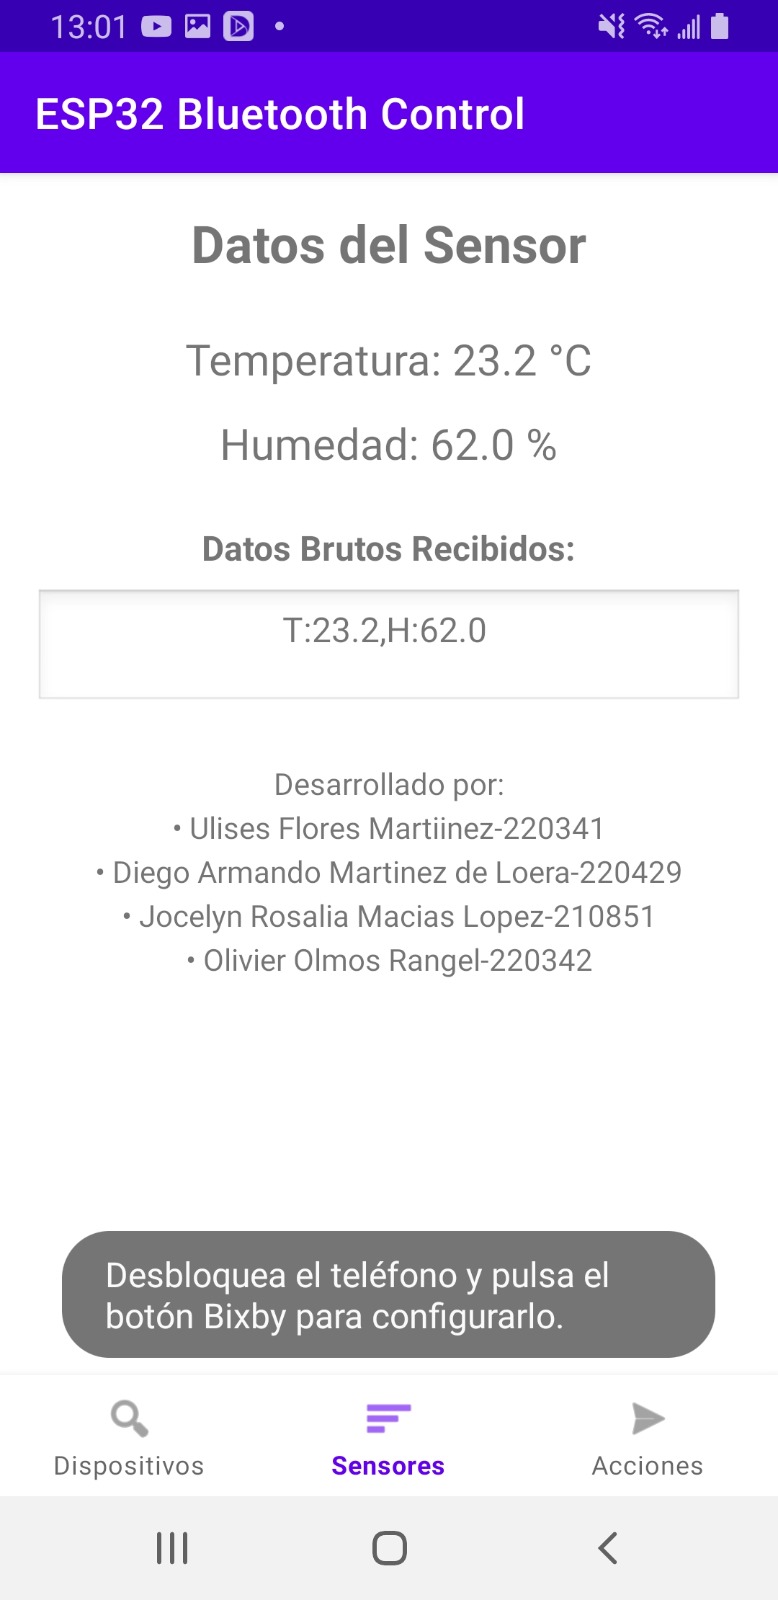 13:01
ESP32 Bluetooth Control
Datos del Sensor
Temperatura: 23.2 °C
Humedad: 62.0 %
Datos Brutos Recibidos:
T:23.2,H:62.0
Desarrollado por:
• Ulises Flores Martiinez-220341
• Diego Armando Martinez de Loera-220429
• Jocelyn Rosalia Macias Lopez-210851
• Olivier Olmos Rangel-220342
Desbloquea el teléfono y pulsa el
botón Bixby para configurarlo.
Dispositivos
Sensores
Acciones